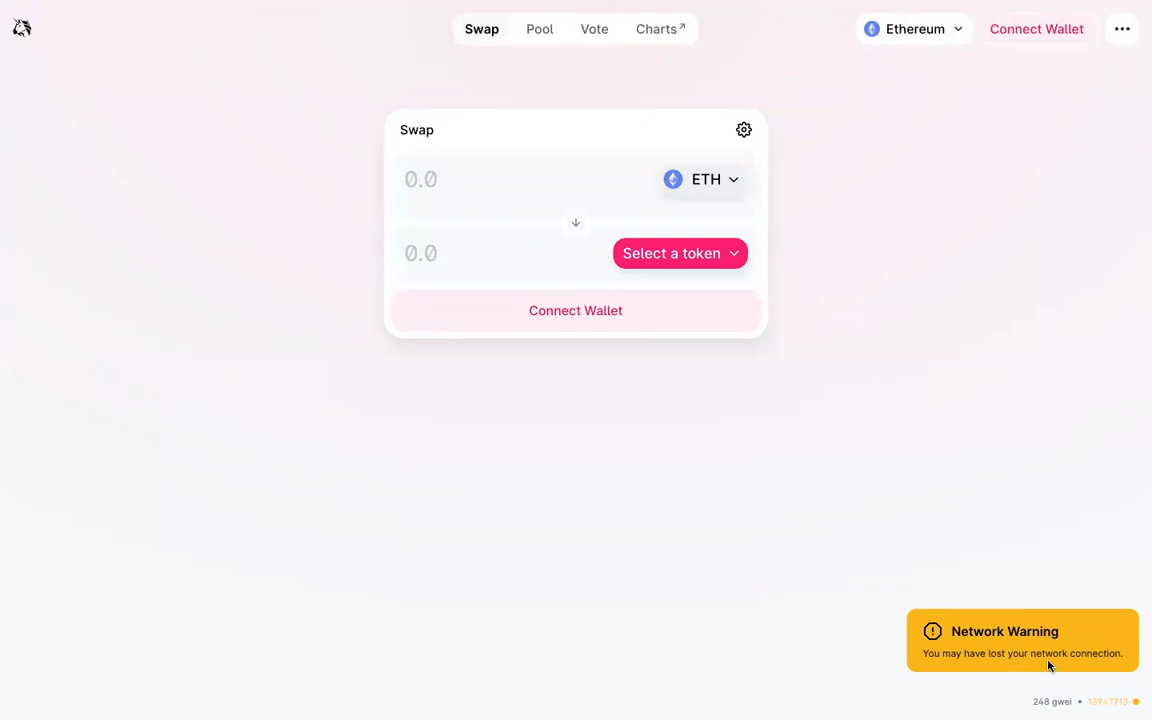 Swap Pool Vote Charts↗ Ethereum Connect Wallet ...
Swap
0.0 ETH
0.0 Select a token
Connect Wallet
Network Warning
You may have lost your network connection.
248 gwei • 13947713